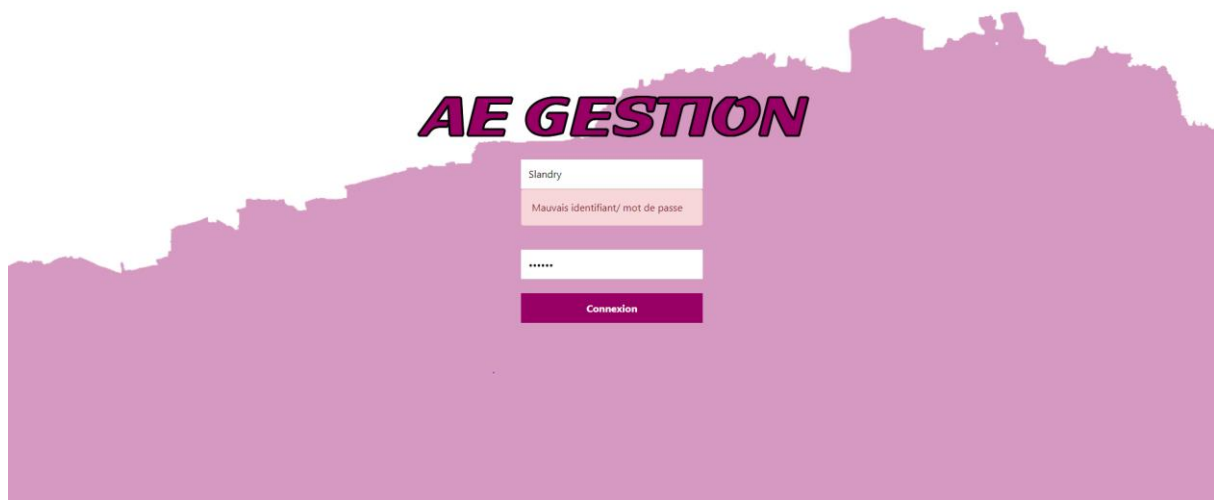 AE GESTION
Slandry
Mauvais identifiant/ mot de passe
••••••
Connexion